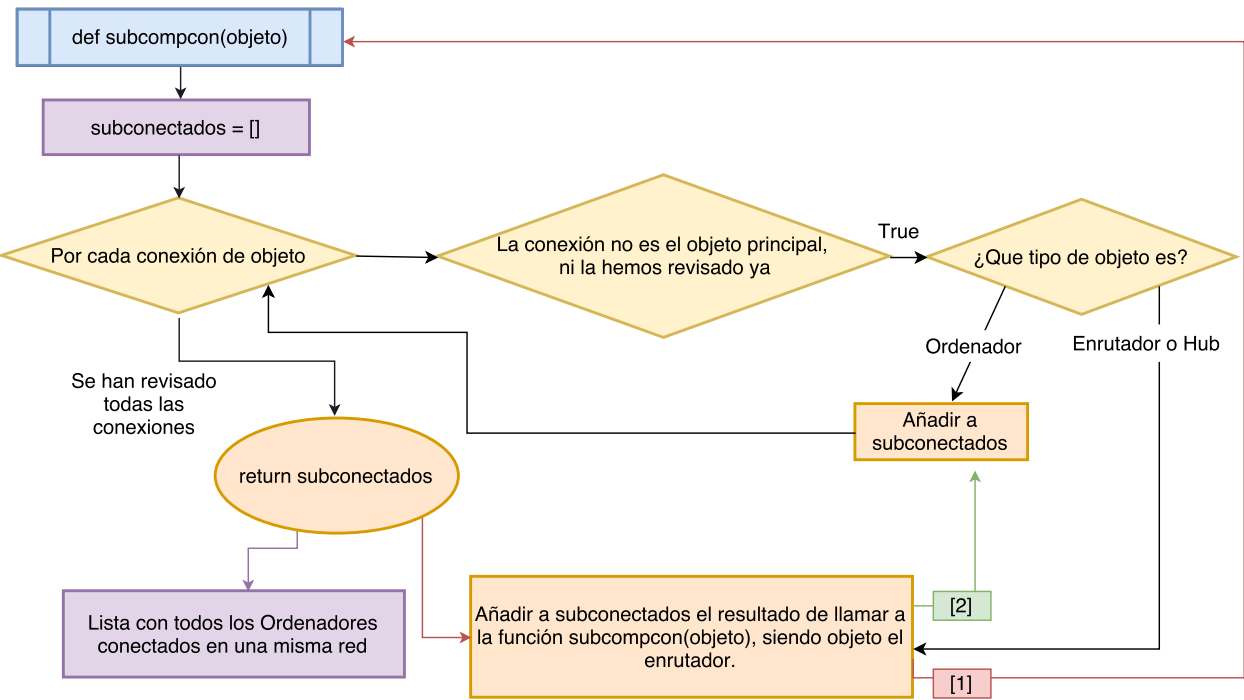 def subcompcon(objeto)
subconectados = []
Por cada conexión de objeto
La conexión no es el objeto principal,
ni la hemos revisado ya
True
¿Que tipo de objeto es?
Ordenador
Enrutador o Hub
Se han revisado
todas las
conexiones
Añadir a
subconectados
return subconectados
Lista con todos los Ordenadores
conectados en una misma red
Añadir a subconectados el resultado de llamar a
la función subcompcon(objeto), siendo objeto el
enrutador.
[2]
[1]